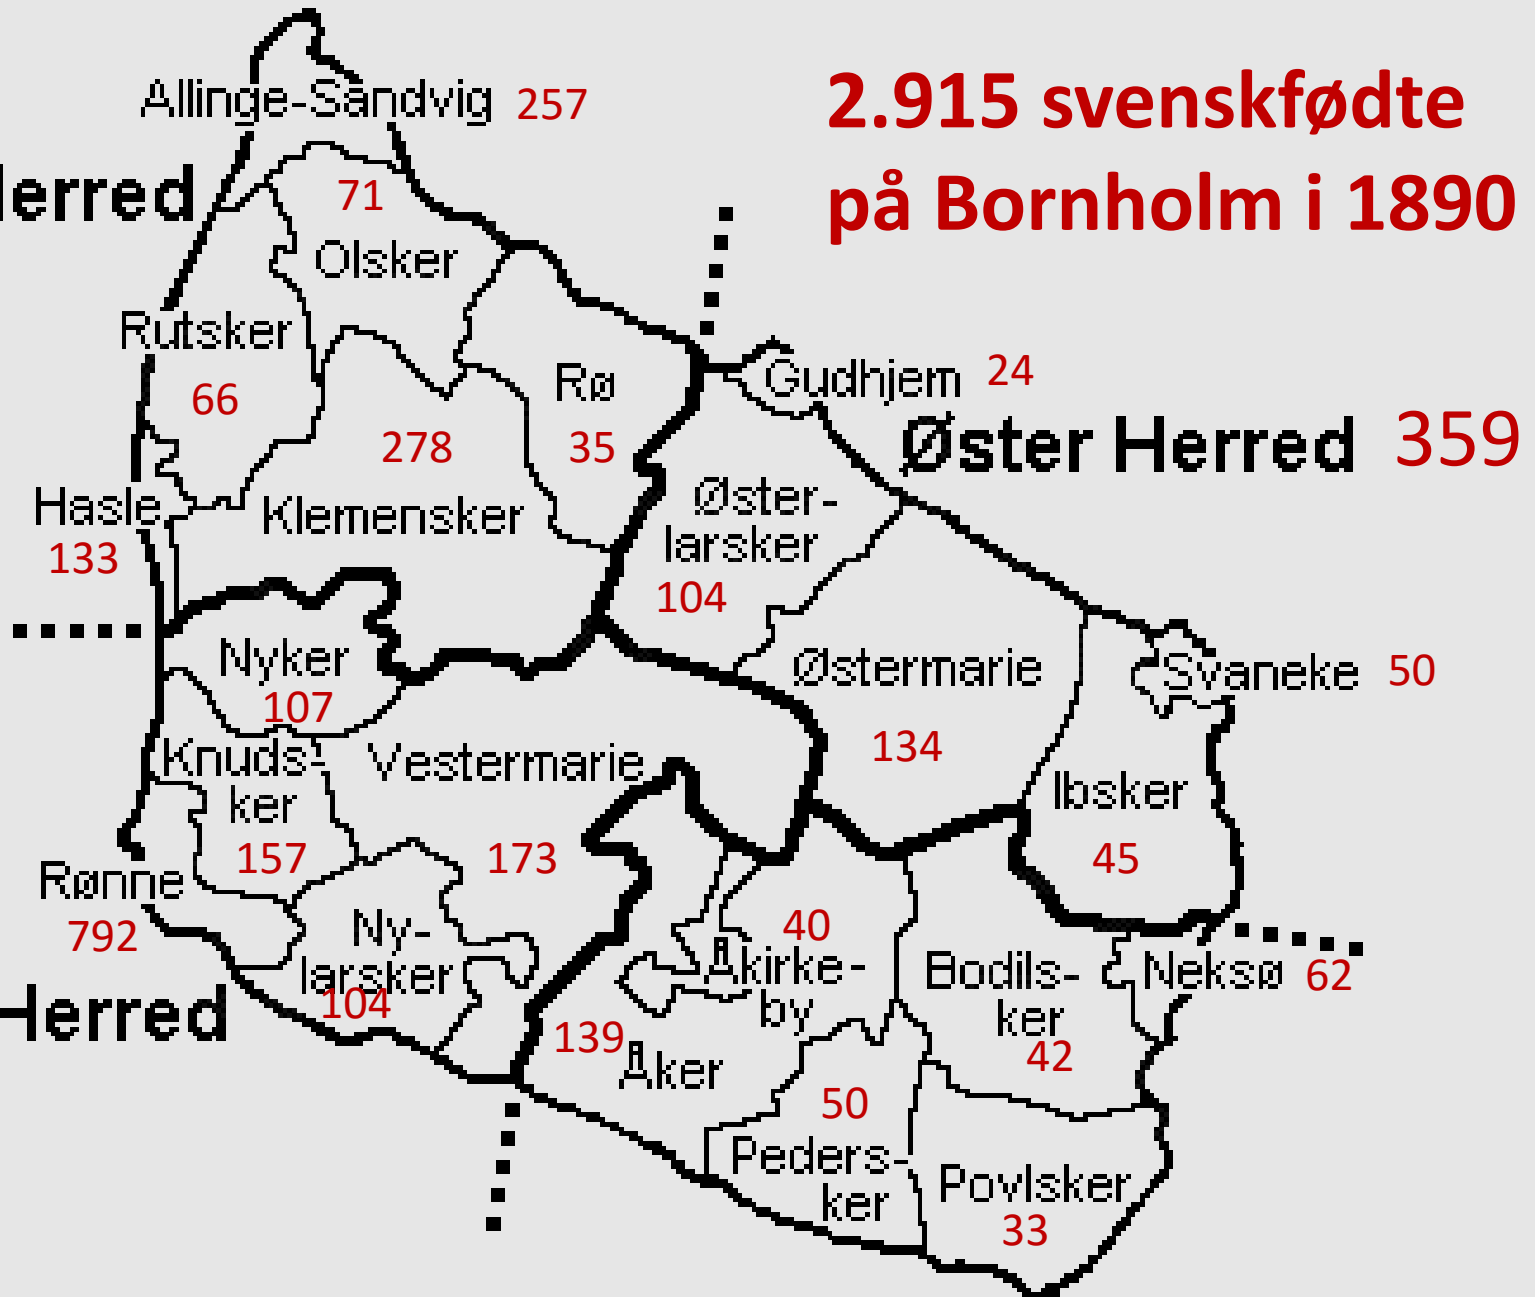 2.915 svenskfødte
på Bornholm i 1890
Allinge-Sandvig 257
Herred
71
Olsker
Rutsker
66
278
Klemensker
Rø
35
Gudhjem 24
Øster Herred 359
Hasle
133
Øster-
larsker
104
Nyker
107
Østermarie
134
Svaneke 50
Knuds-
ker
157
Vestermarie
173
Ibsker
45
Rønne
792
Ny-
larsker
104
Herred
40
Åkirke-
by
Bodils-
ker
42
Neksø 62
139
Åker
50
Peders-
ker
Povlsker
33